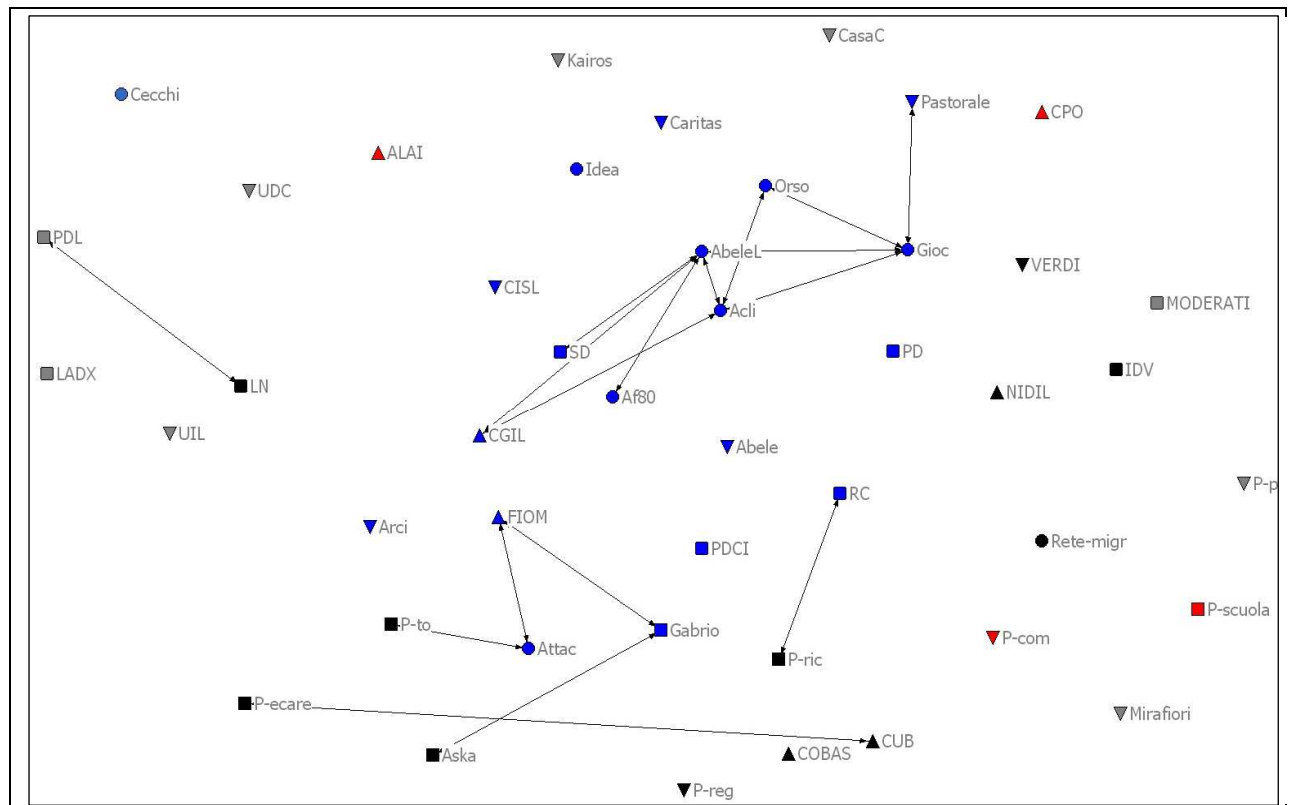 CasaC
Kairos
Cecchi
Pastorale
CPO
Caritas
ALAI
Idea
Orso
UDC
PDL
AbeleL
Gioc
VERDI
CISL
MODERATI
Acli
SD
PD
LADX
LN
IDV
NIDIL
Af80
UIL
CGIL
Abele
P-p
RC
FIOM
Arci
Rete-migr
PDCI
P-scuola
P-to
Gabrio
P-com
Attac
P-ric
P-ecare
Mirafiori
CUB
Aska
COBAS
P-reg